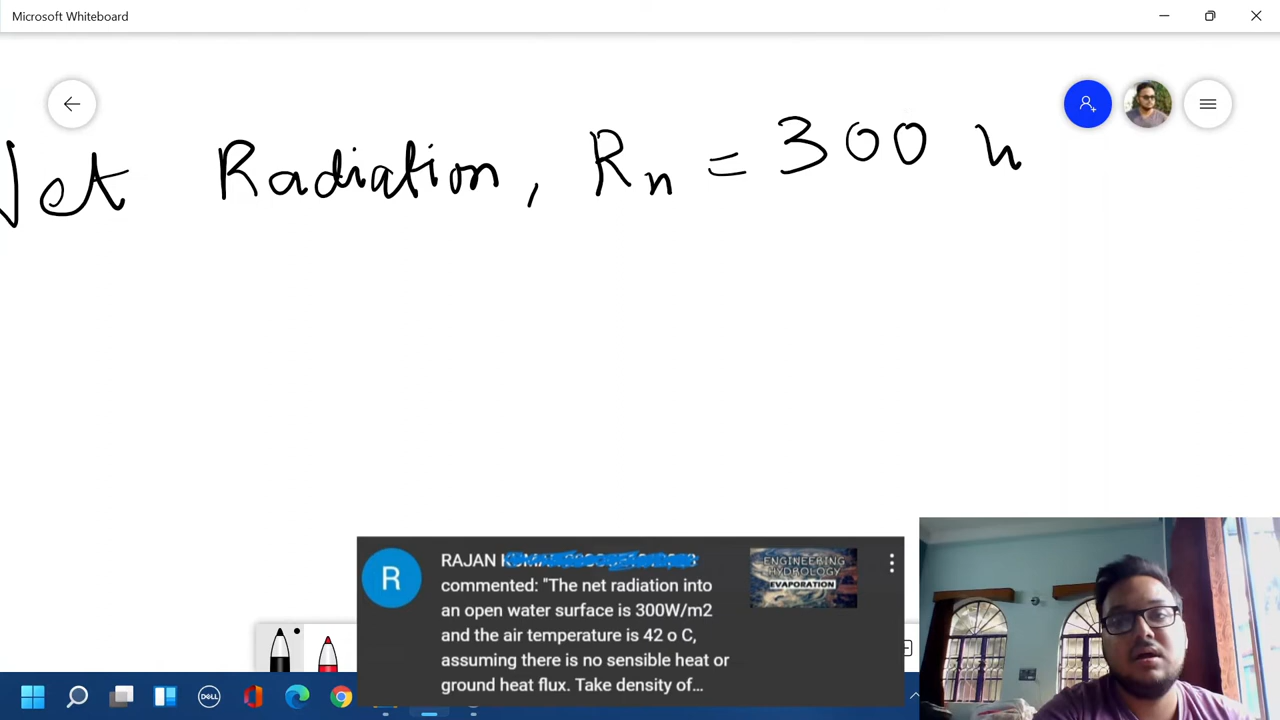 Microsoft Whiteboard
Net Radiation, Rn = 300
R
RAJAN
commented: "The net radiation into
an open water surface is 300W/m2
and the air temperature is 42 o C,
assuming there is no sensible heat or
ground heat flux. Take density of...
ENGINEERING
HYDROLOGY
EVAPORATION
DELL